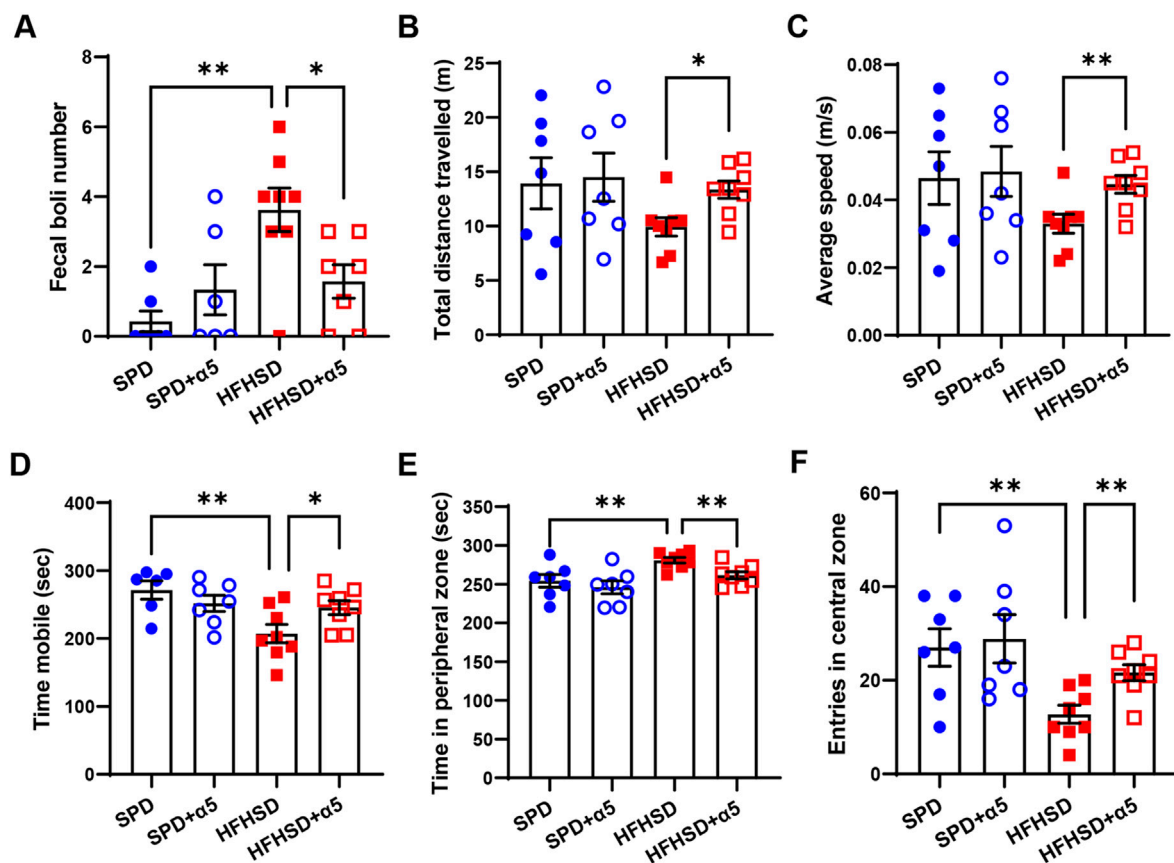 A
Fecal boli number
8
6
4
2
0
**
*
SPD
SPD+α5
HFHSD
HFHSD+α5
B
Total distance travelled (m)
25
20
15
10
5
0
*
SPD
SPD+α5
HFHSD
HFHSD+α5
C
Average speed (m/s)
0.08
0.06
0.04
0.02
0.00
**
SPD
SPD+α5
HFHSD
HFHSD+α5
D
Time mobile (sec)
400
300
200
100
0
**
*
SPD
SPD+α5
HFHSD
HFHSD+α5
E
Time in peripheral zone (sec)
350
300
250
200
150
100
50
0
**
**
SPD
SPD+α5
HFHSD
HFHSD+α5
F
Entries in central zone
60
40
20
0
**
**
SPD
SPD+α5
HFHSD
HFHSD+α5